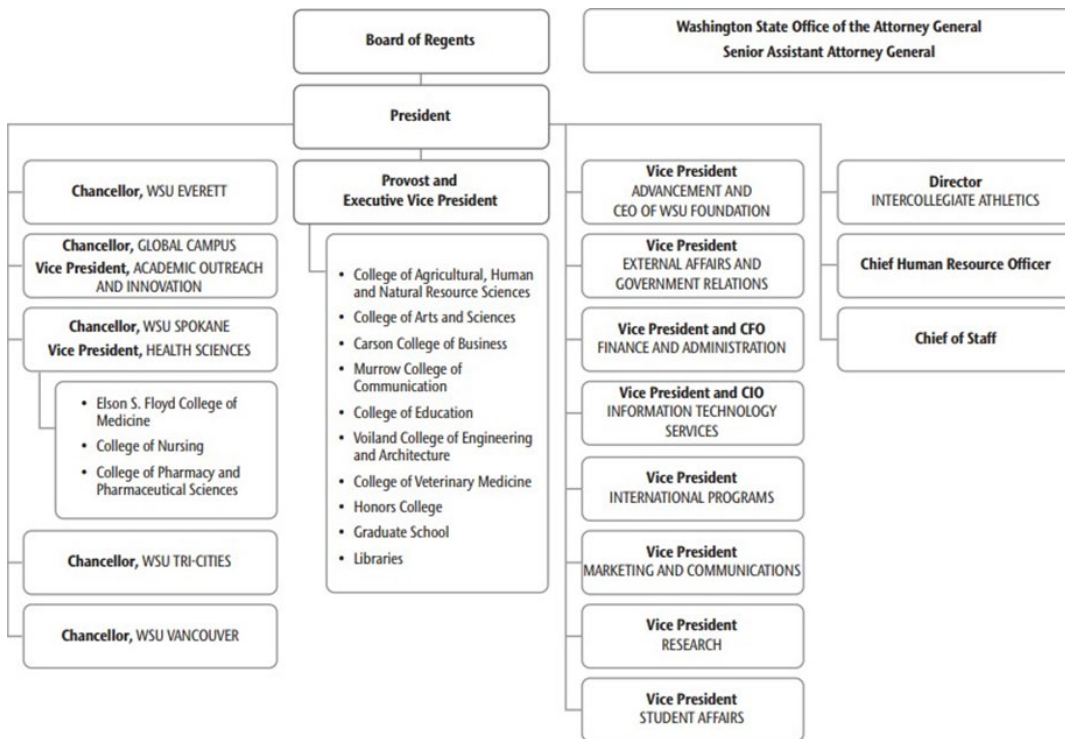 Board of Regents
Washington State Office of the Attorney General
Senior Assistant Attorney General
President
Chancellor, WSU EVERETT
Chancellor, GLOBAL CAMPUS
Vice President, ACADEMIC OUTREACH
AND INNOVATION
Chancellor, WSU SPOKANE
Vice President, HEALTH SCIENCES
• Elson S. Floyd College of
Medicine
• College of Nursing
• College of Pharmacy and
Pharmaceutical Sciences
Chancellor, WSU TRI-CITIES
Chancellor, WSU VANCOUVER
Provost and
Executive Vice President
• College of Agricultural, Human
and Natural Resource Sciences
• College of Arts and Sciences
• Carson College of Business
• Murrow College of
Communication
• College of Education
• Voiland College of Engineering
and Architecture
• College of Veterinary Medicine
• Honors College
• Graduate School
• Libraries
Vice President
ADVANCEMENT AND
CEO OF WSU FOUNDATION
Vice President
EXTERNAL AFFAIRS AND
GOVERNMENT RELATIONS
Vice President and CFO
FINANCE AND ADMINISTRATION
Vice President and CIO
INFORMATION TECHNOLOGY
SERVICES
Vice President
INTERNATIONAL PROGRAMS
Vice President
MARKETING AND COMMUNICATIONS
Vice President
RESEARCH
Vice President
STUDENT AFFAIRS
Director
INTERCOLLEGIATE ATHLETICS
Chief Human Resource Officer
Chief of Staff